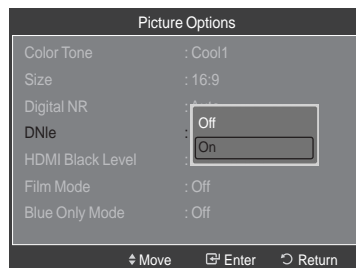 Picture Options
Color Tone : Cool1
Size : 16:9
Digital NR :
DNIe : Off
On
HDMI Black Level :
Film Mode : Off
Blue Only Mode : Off
Move Enter Return